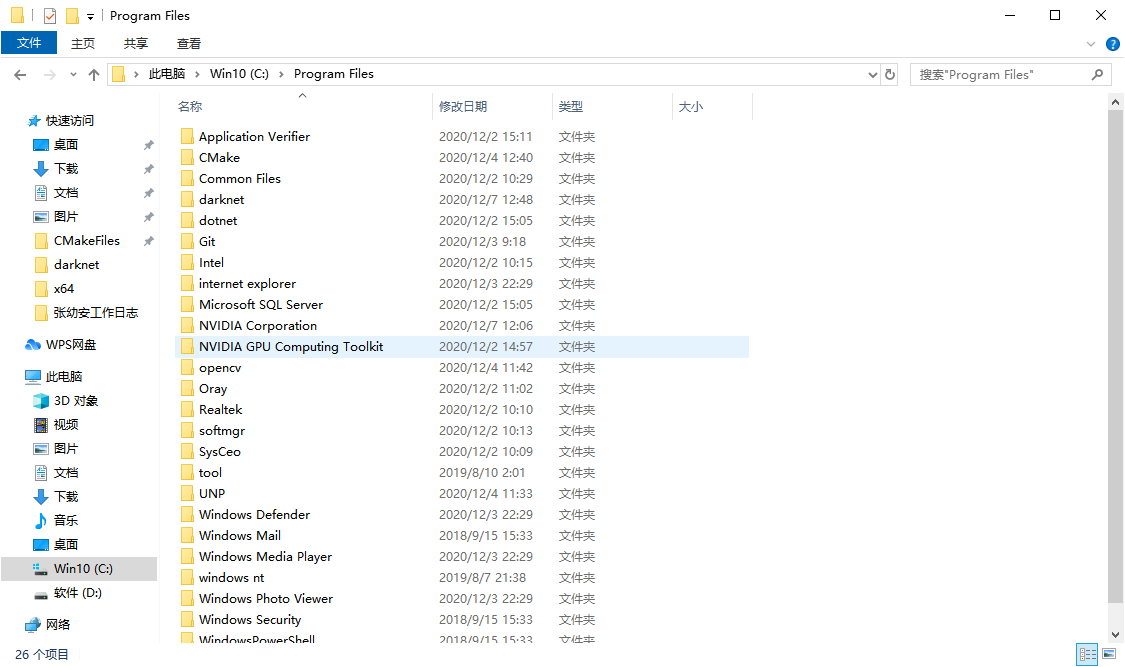 Program Files
文件 主页 共享 查看
此电脑 Win10 (C:) Program Files
搜索"Program Files"
名称 修改日期 类型 大小
快速访问
桌面
下载
文档
图片
CMakeFiles
darknet
x64
张幼安工作日志
WPS网盘
此电脑
3D 对象
视频
图片
文档
下载
音乐
桌面
Win10 (C:)
软件 (D:)
网络
Application Verifier 2020/12/2 15:11 文件夹
CMake 2020/12/4 12:40 文件夹
Common Files 2020/12/2 10:29 文件夹
darknet 2020/12/7 12:48 文件夹
dotnet 2020/12/2 15:05 文件夹
Git 2020/12/3 9:18 文件夹
Intel 2020/12/2 10:15 文件夹
internet explorer 2020/12/3 22:29 文件夹
Microsoft SQL Server 2020/12/2 15:05 文件夹
NVIDIA Corporation 2020/12/7 12:06 文件夹
NVIDIA GPU Computing Toolkit 2020/12/2 14:57 文件夹
opencv 2020/12/4 11:42 文件夹
Oray 2020/12/2 11:02 文件夹
Realtek 2020/12/2 10:10 文件夹
softmgr 2020/12/2 10:13 文件夹
SysCeo 2020/12/2 10:09 文件夹
tool 2019/8/10 2:01 文件夹
UNP 2020/12/4 11:33 文件夹
Windows Defender 2020/12/3 22:29 文件夹
Windows Mail 2018/9/15 15:33 文件夹
Windows Media Player 2020/12/3 22:29 文件夹
windows nt 2019/8/7 21:38 文件夹
Windows Photo Viewer 2020/12/3 22:29 文件夹
Windows Security 2018/9/15 15:33 文件夹
WindowsPowerShell 2018/9/15 15:33 文件夹
26 个项目